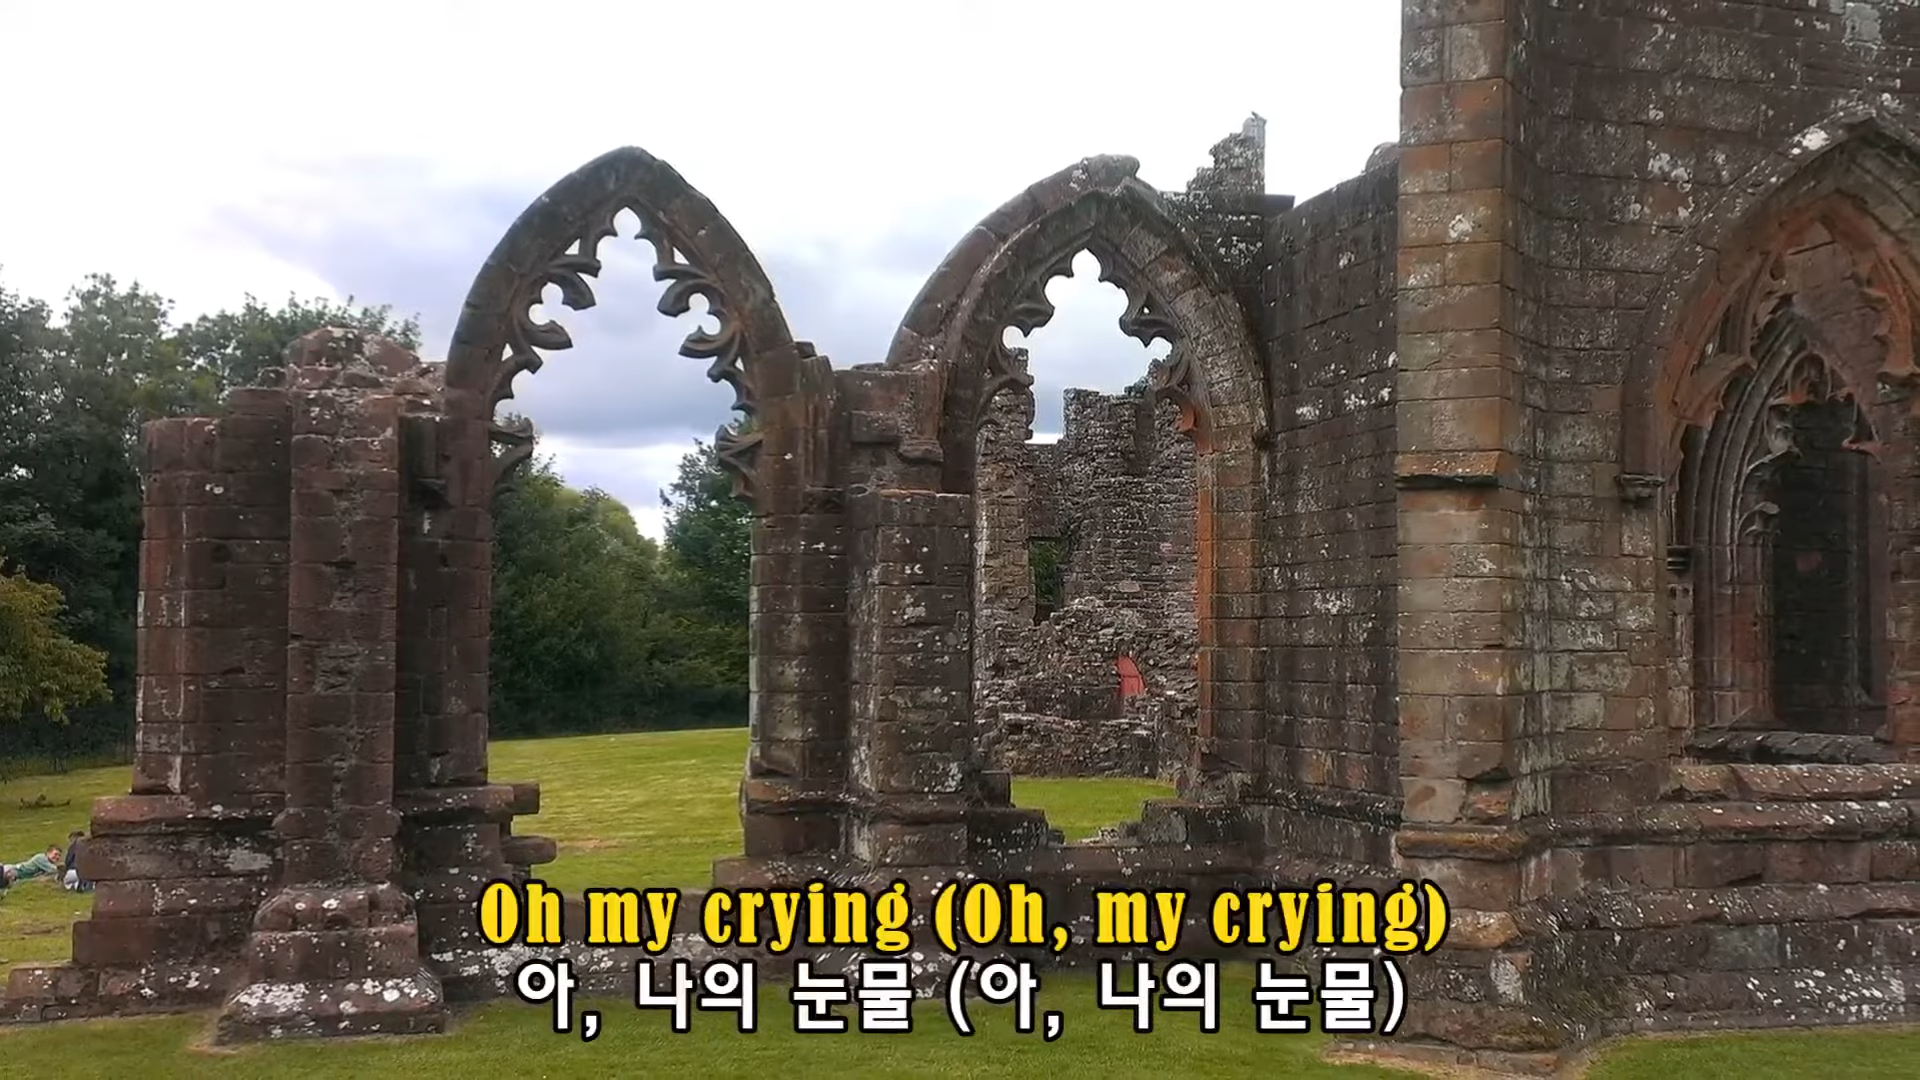 Oh my crying (Oh, my crying)
아, 나의 눈물 (아, 나의 눈물)